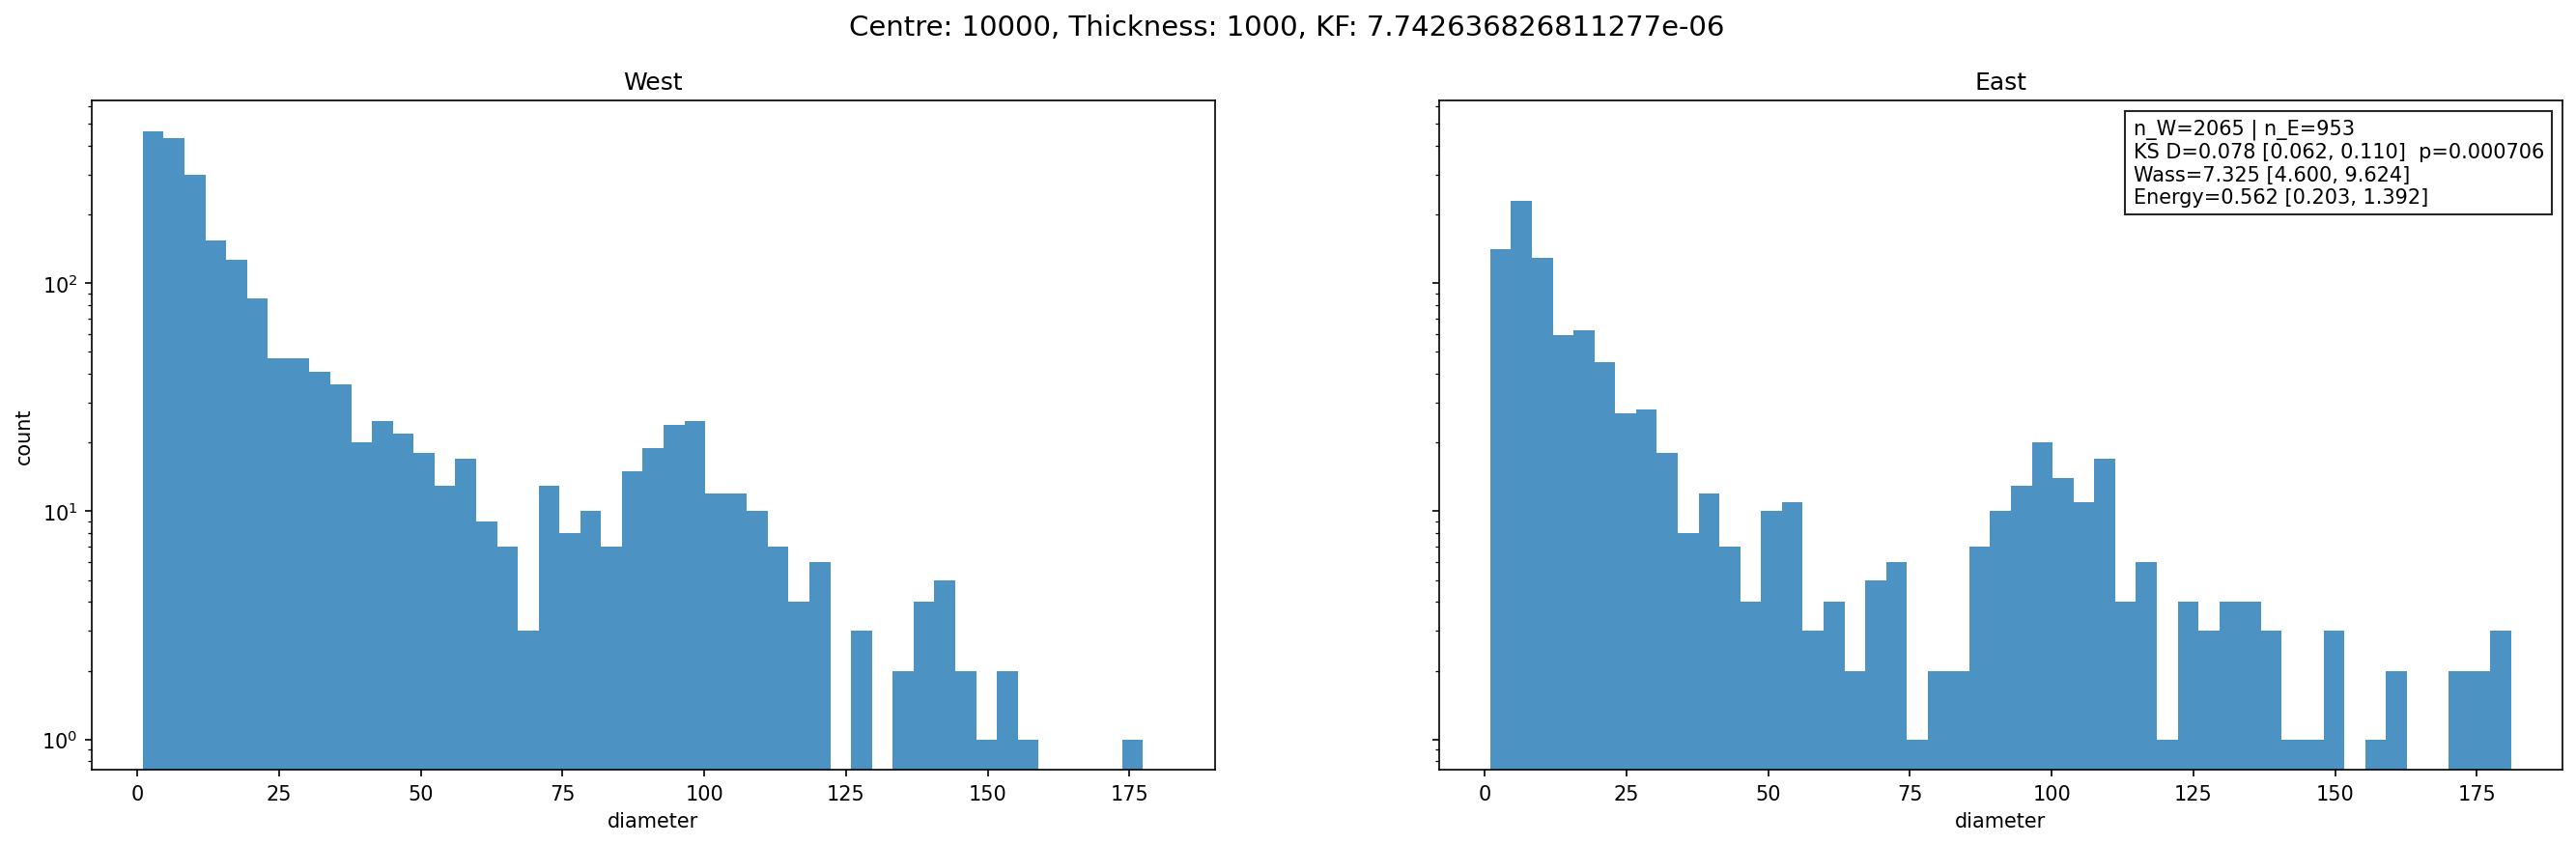 Centre: 10000, Thickness: 1000, KF: 7.742636826811277e-06
West
East
n_W=2065 | n_E=953
KS D=0.078 [0.062, 0.110]  p=0.000706
Wass=7.325 [4.600, 9.624]
Energy=0.562 [0.203, 1.392]
count
10²
10¹
10⁰
0 25 50 75 100 125 150 175
diameter
0 25 50 75 100 125 150 175
diameter